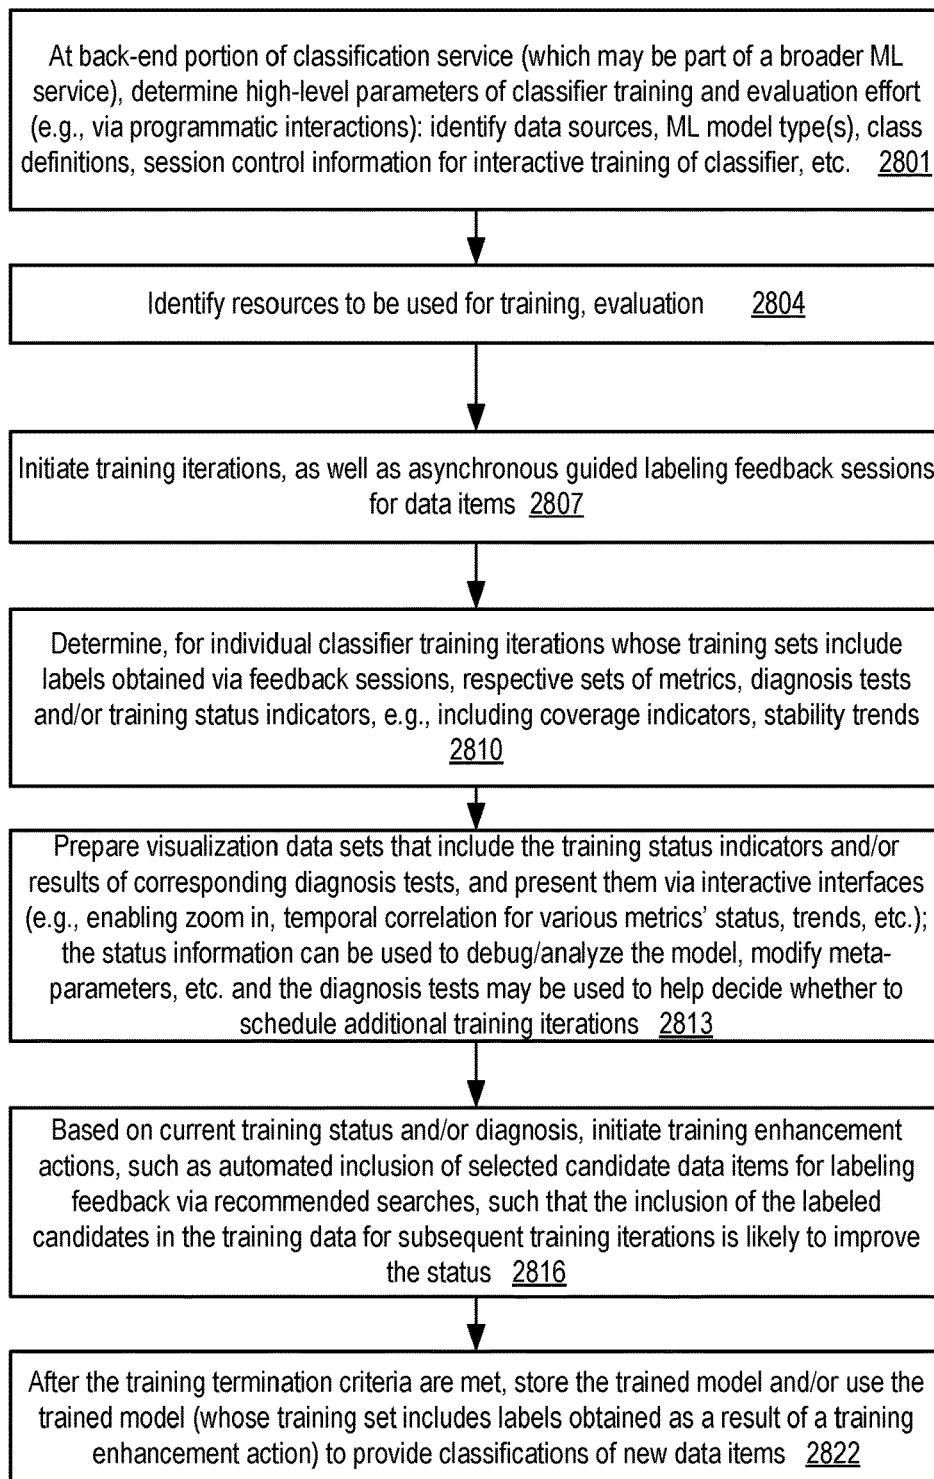 At back-end portion of classification service (which may be part of a broader ML
service), determine high-level parameters of classifier training and evaluation effort
(e.g., via programmatic interactions): identify data sources, ML model type(s), class
definitions, session control information for interactive training of classifier, etc. 2801
Identify resources to be used for training, evaluation 2804
Initiate training iterations, as well as asynchronous guided labeling feedback sessions
for data items 2807
Determine, for individual classifier training iterations whose training sets include
labels obtained via feedback sessions, respective sets of metrics, diagnosis tests
and/or training status indicators, e.g., including coverage indicators, stability trends
2810
Prepare visualization data sets that include the training status indicators and/or
results of corresponding diagnosis tests, and present them via interactive interfaces
(e.g., enabling zoom in, temporal correlation for various metrics’ status, trends, etc.);
the status information can be used to debug/analyze the model, modify meta-
parameters, etc. and the diagnosis tests may be used to help decide whether to
schedule additional training iterations 2813
Based on current training status and/or diagnosis, initiate training enhancement
actions, such as automated inclusion of selected candidate data items for labeling
feedback via recommended searches, such that the inclusion of the labeled
candidates in the training data for subsequent training iterations is likely to improve
the status 2816
After the training termination criteria are met, store the trained model and/or use the
trained model (whose training set includes labels obtained as a result of a training
enhancement action) to provide classifications of new data items 2822